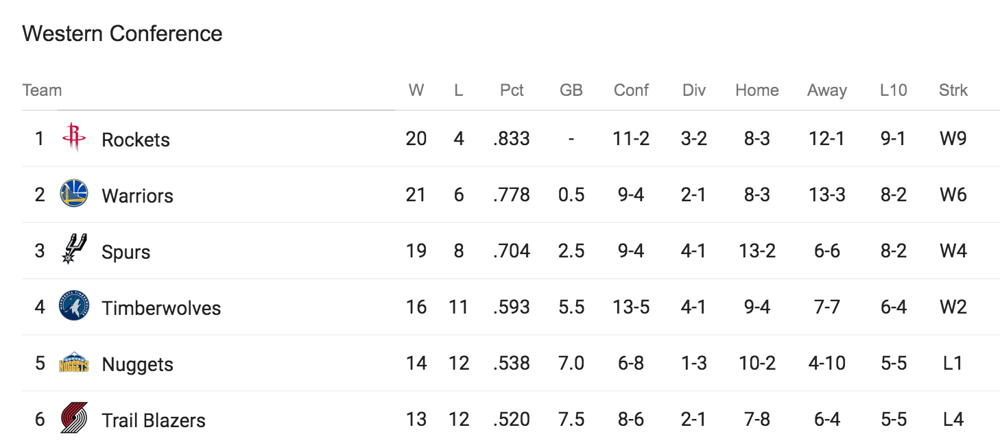 Western Conference
Team W L Pct GB Conf Div Home Away L10 Strk
1 Rockets 20 4 .833 - 11-2 3-2 8-3 12-1 9-1 W9
2 Warriors 21 6 .778 0.5 9-4 2-1 8-3 13-3 8-2 W6
3 Spurs 19 8 .704 2.5 9-4 4-1 13-2 6-6 8-2 W4
4 Timberwolves 16 11 .593 5.5 13-5 4-1 9-4 7-7 6-4 W2
5 NUGGETS Nuggets 14 12 .538 7.0 6-8 1-3 10-2 4-10 5-5 L1
6 Trail Blazers 13 12 .520 7.5 8-6 2-1 7-8 6-4 5-5 L4